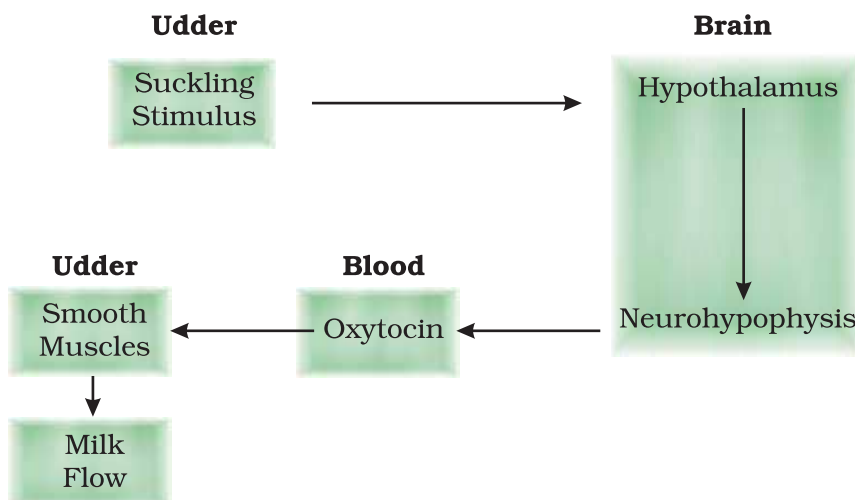 Udder
Brain
Suckling
Stimulus
Hypothalamus
Udder
Blood
Smooth
Muscles
Oxytocin
Neurohypophysis
Milk
Flow